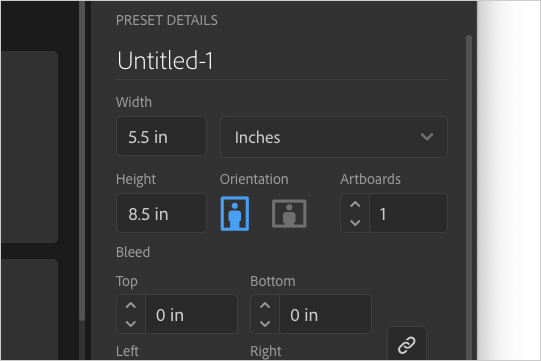 PRESET DETAILS
Untitled-1
Width
5.5 in Inches
Height Orientation Artboards
8.5 in 1
Bleed
Top Bottom
0 in 0 in
Left Right